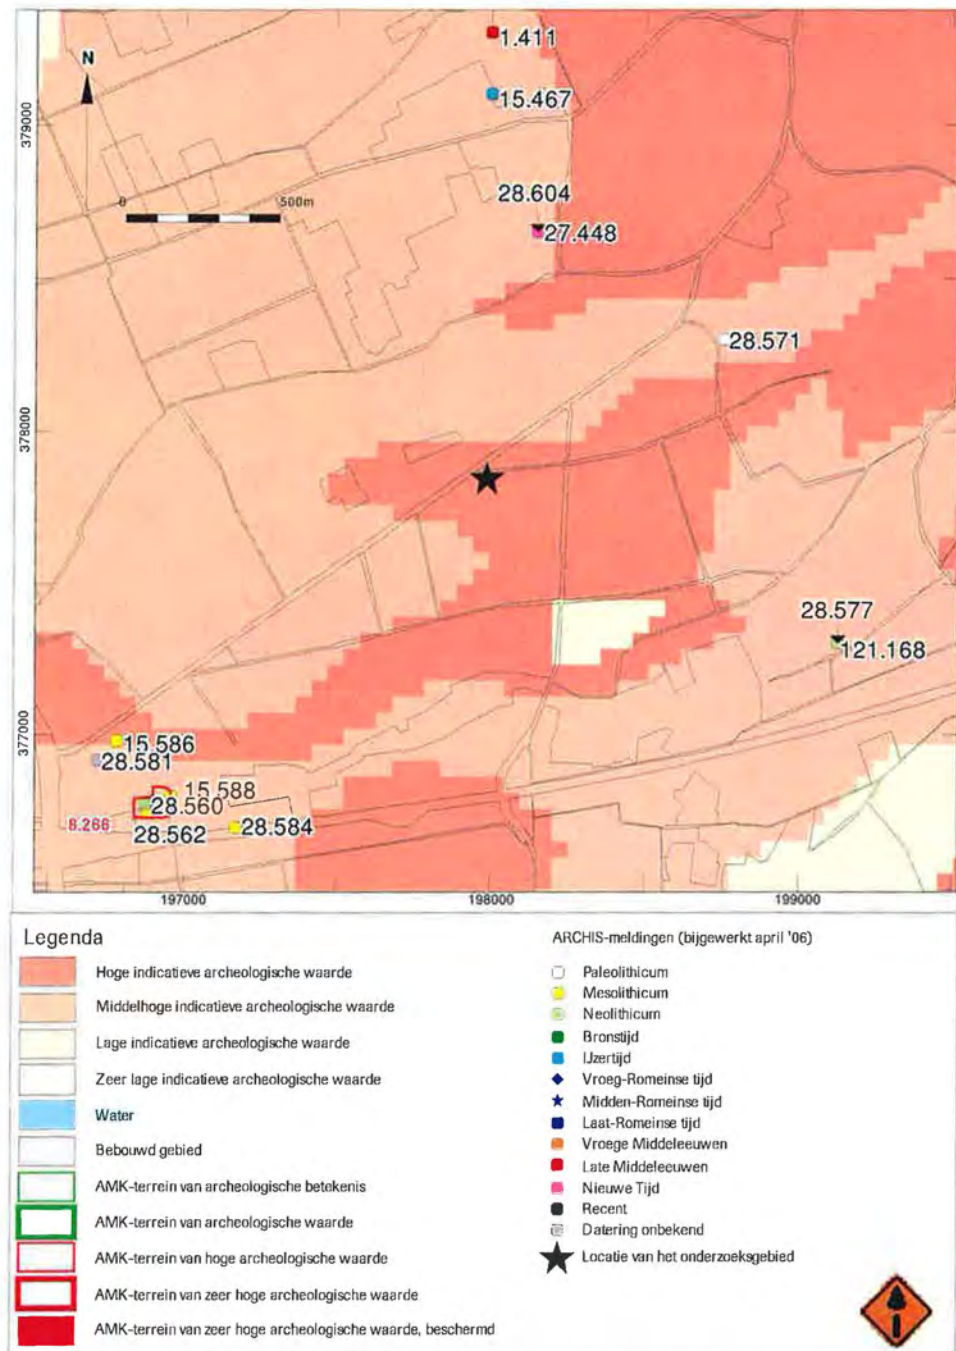 N
0 500m
379000
378000
377000
1.411
15.467
28.604
27.448
28.571
28.577
121.168
15.586
28.581
15.588
28.560
8.266
28.562
28.584
197000 198000 199000
Legenda
Hoge indicatieve archeologische waarde
Middelhoge indicatieve archeologische waarde
Lage indicatieve archeologische waarde
Zeer lage indicatieve archeologische waarde
Water
Bebouwd gebied
AMK-terrein van archeologische betekenis
AMK-terrein van archeologische waarde
AMK-terrein van hoge archeologische waarde
AMK-terrein van zeer hoge archeologische waarde
AMK-terrein van zeer hoge archeologische waarde, beschermd
ARCHIS-meldingen (bijgewerkt april '06)
Paleolithicum
Mesolithicum
Neolithicum
Bronstijd
IJzertijd
Vroeg-Romeinse tijd
Midden-Romeinse tijd
Laat-Romeinse tijd
Vroege Middeleeuwen
Late Middeleeuwen
Nieuwe Tijd
Recent
Datering onbekend
Locatie van het onderzoeksgebied